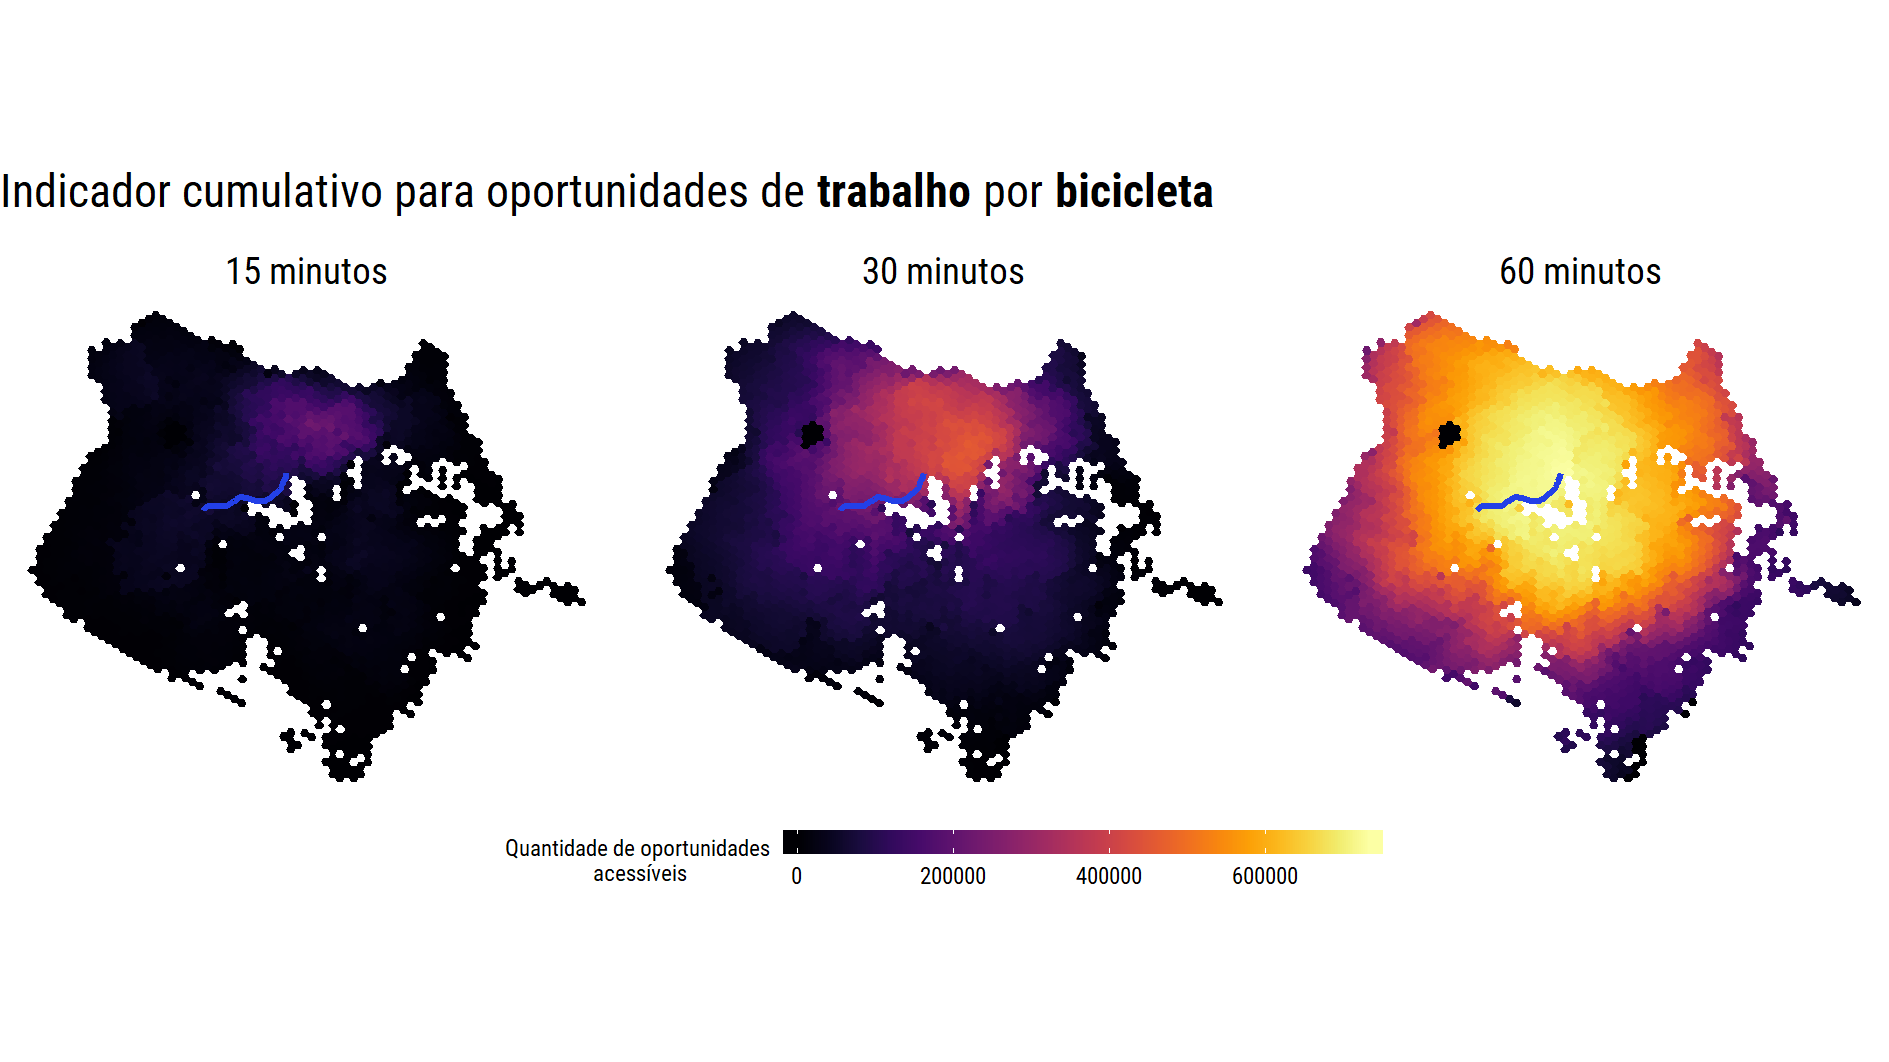 Indicador cumulativo para oportunidades de trabalho por bicicleta
15 minutos
30 minutos
60 minutos
Quantidade de oportunidades
acessíveis
0
200000
400000
600000